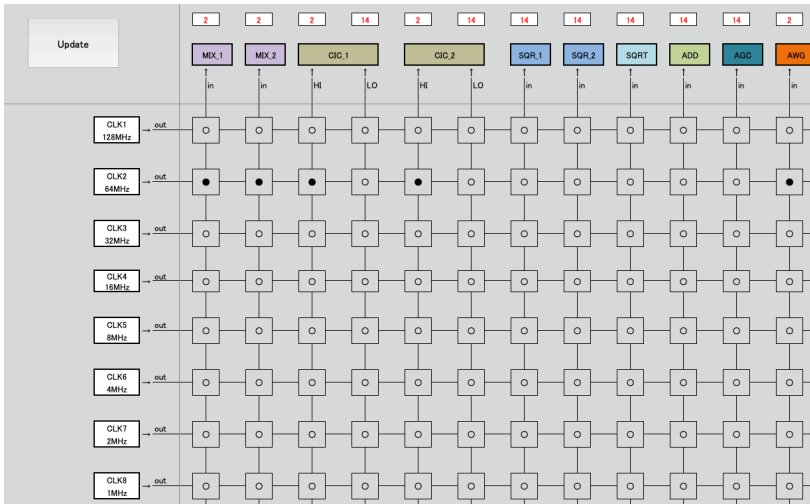 2 2 2 14 2 14 14 14 14 14 14 2
Update
MIX_1 MIX_2 CIC_1 CIC_2 SQR_1 SQR_2 SQRT ADD AGC AWG
in in HI LO HI LO in in in in in in
CLK1 out
128MHz
CLK2 out
64MHz
CLK3 out
32MHz
CLK4 out
16MHz
CLK5 out
8MHz
CLK6 out
4MHz
CLK7 out
2MHz
CLK8 out
1MHz